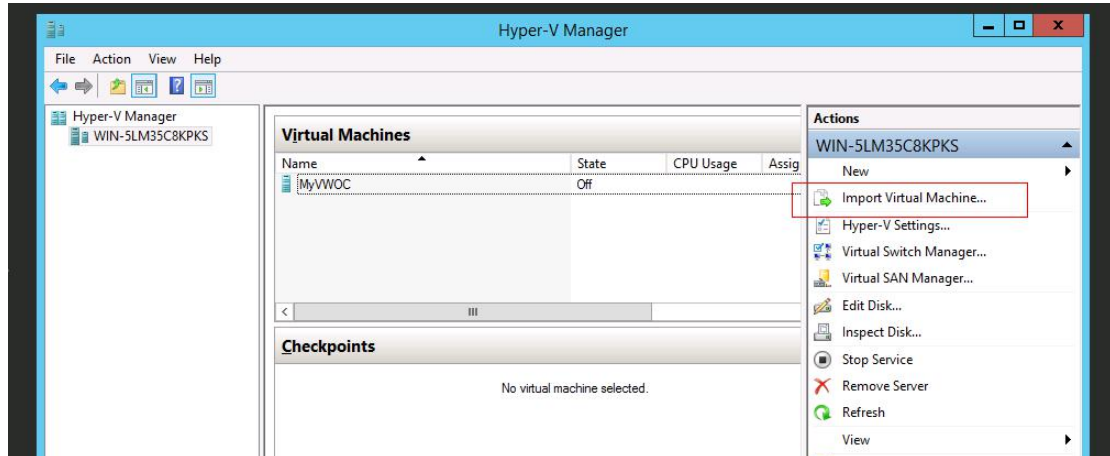 Hyper-V Manager
File Action View Help
Hyper-V Manager
WIN-5LM35C8KPKS
Virtual Machines
Name State CPU Usage Assig
MyVWOC Off
Checkpoints
No virtual machine selected.
Actions
WIN-5LM35C8KPKS
New
Import Virtual Machine...
Hyper-V Settings...
Virtual Switch Manager...
Virtual SAN Manager...
Edit Disk...
Inspect Disk...
Stop Service
Remove Server
Refresh
View